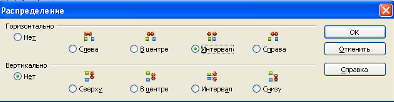 Распределение
Горизонтально
Нет
Слева
В центре
Интервал
Справа
OK
Отменить
Вертикально
Нет
Сверху
В центре
Интервал
Снизу
Справка